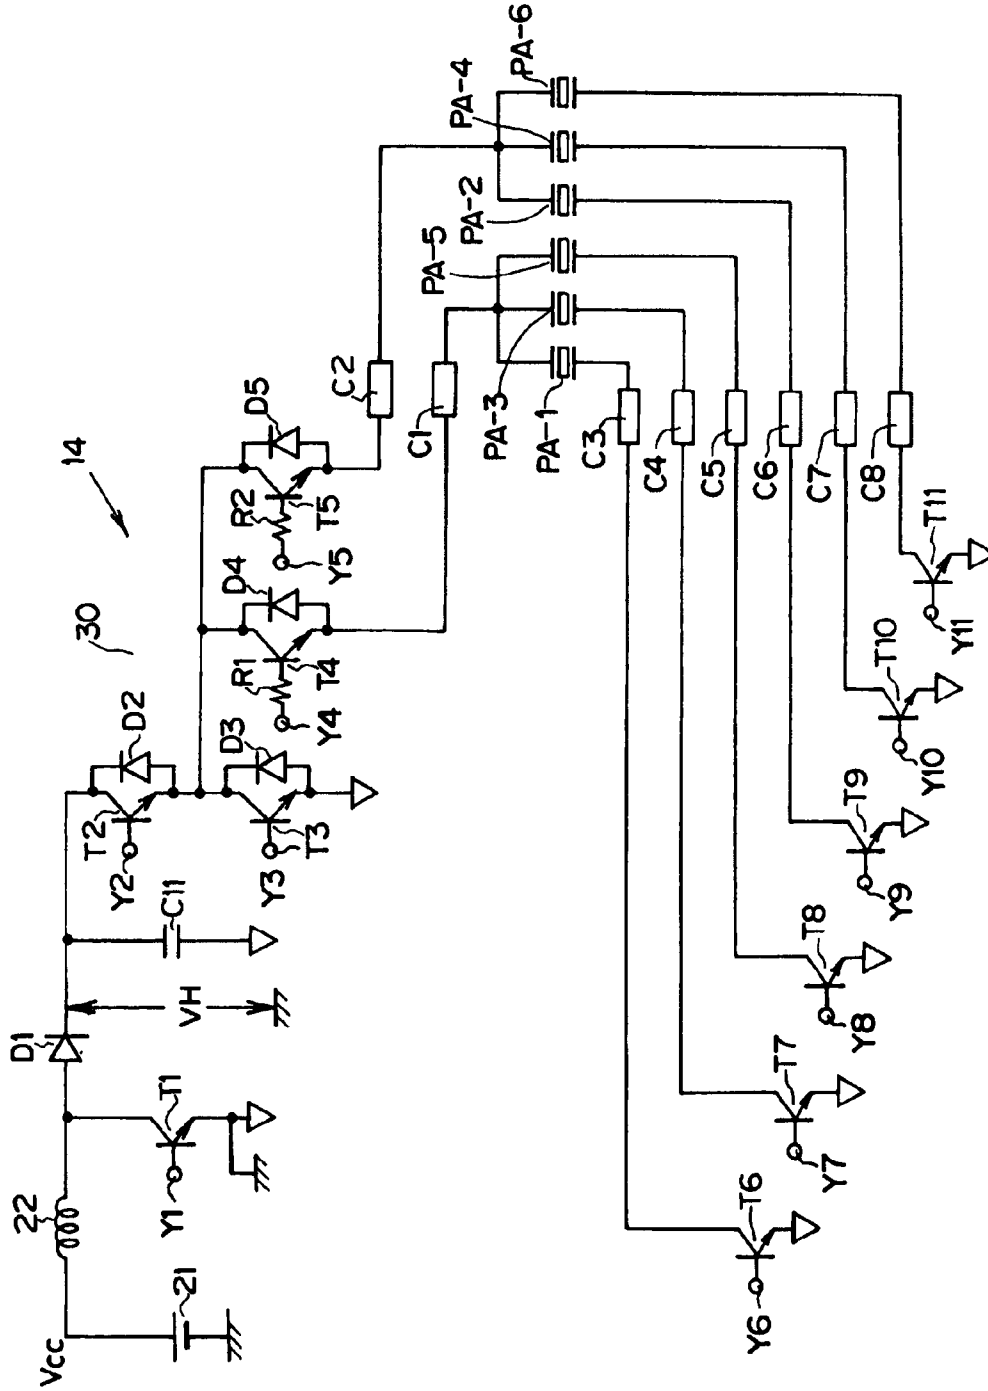 14
30
Vcc
21
22
Y1
T1
D1
VH
C11
Y2
T2
D2
Y3
T3
D3
Y4
R1
T4
D4
Y5
R2
T5
D5
C2
C1
PA-6
PA-4
PA-2
PA-5
PA-3
PA-1
C3
C4
C5
C6
C7
C8
Y6
T6
Y7
T7
Y8
T8
Y9
T9
Y10
T10
Y11
T11